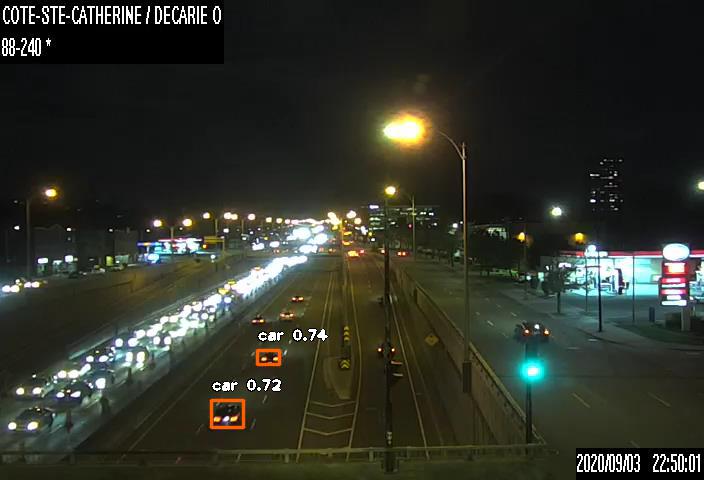 COTE-STE-CATHERINE / DECARIE O
88-240 *
car 0.74
car 0.72
2020/09/03 22:50:01